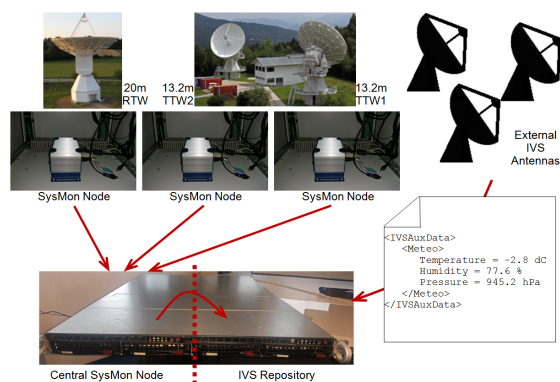 20m
RTW
13.2m
TTW2
13.2m
TTW1
External
IVS
Antennas
SysMon Node
SysMon Node
SysMon Node
<IVSAuxData>
<Meteo>
Temperature = -2.8 dC
Humidity = 77.6 %
Pressure = 945.2 hPa
</Meteo>
</IVSAuxData>
Central SysMon Node
IVS Repository